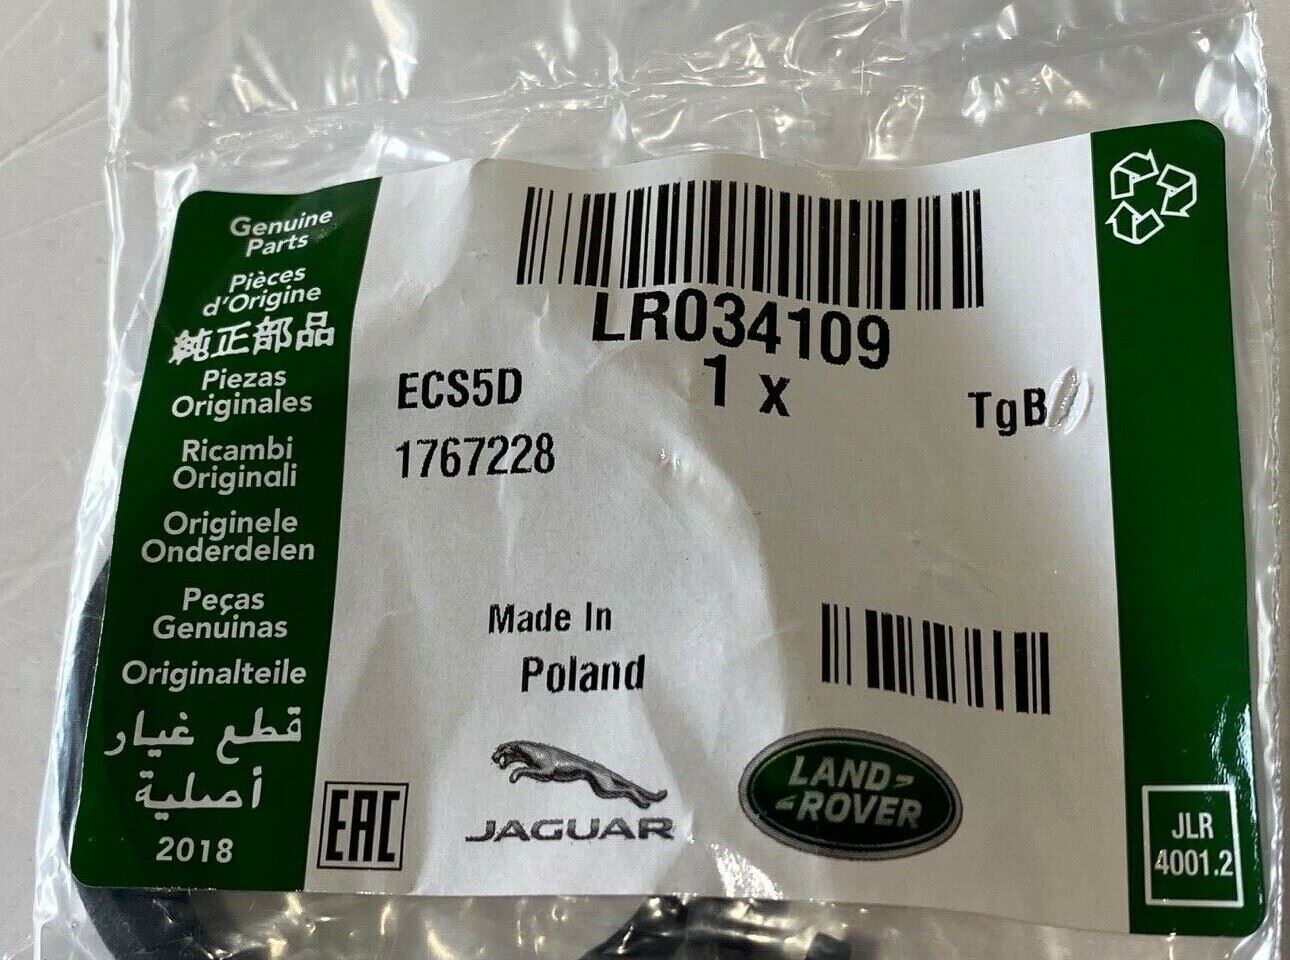 Genuine
Parts
Pièces
d'Origine
純正部品
Piezas
Originales
Ricambi
Originali
Originele
Onderdelen
Peças
Genuínas
Originalteile
قطع غيار
أصلية
2018
LR034109
1 x
ECS5D
TgB
1767228
Made In
Poland
EAC
JAGUAR
LAND
ROVER
JLR
4001.2